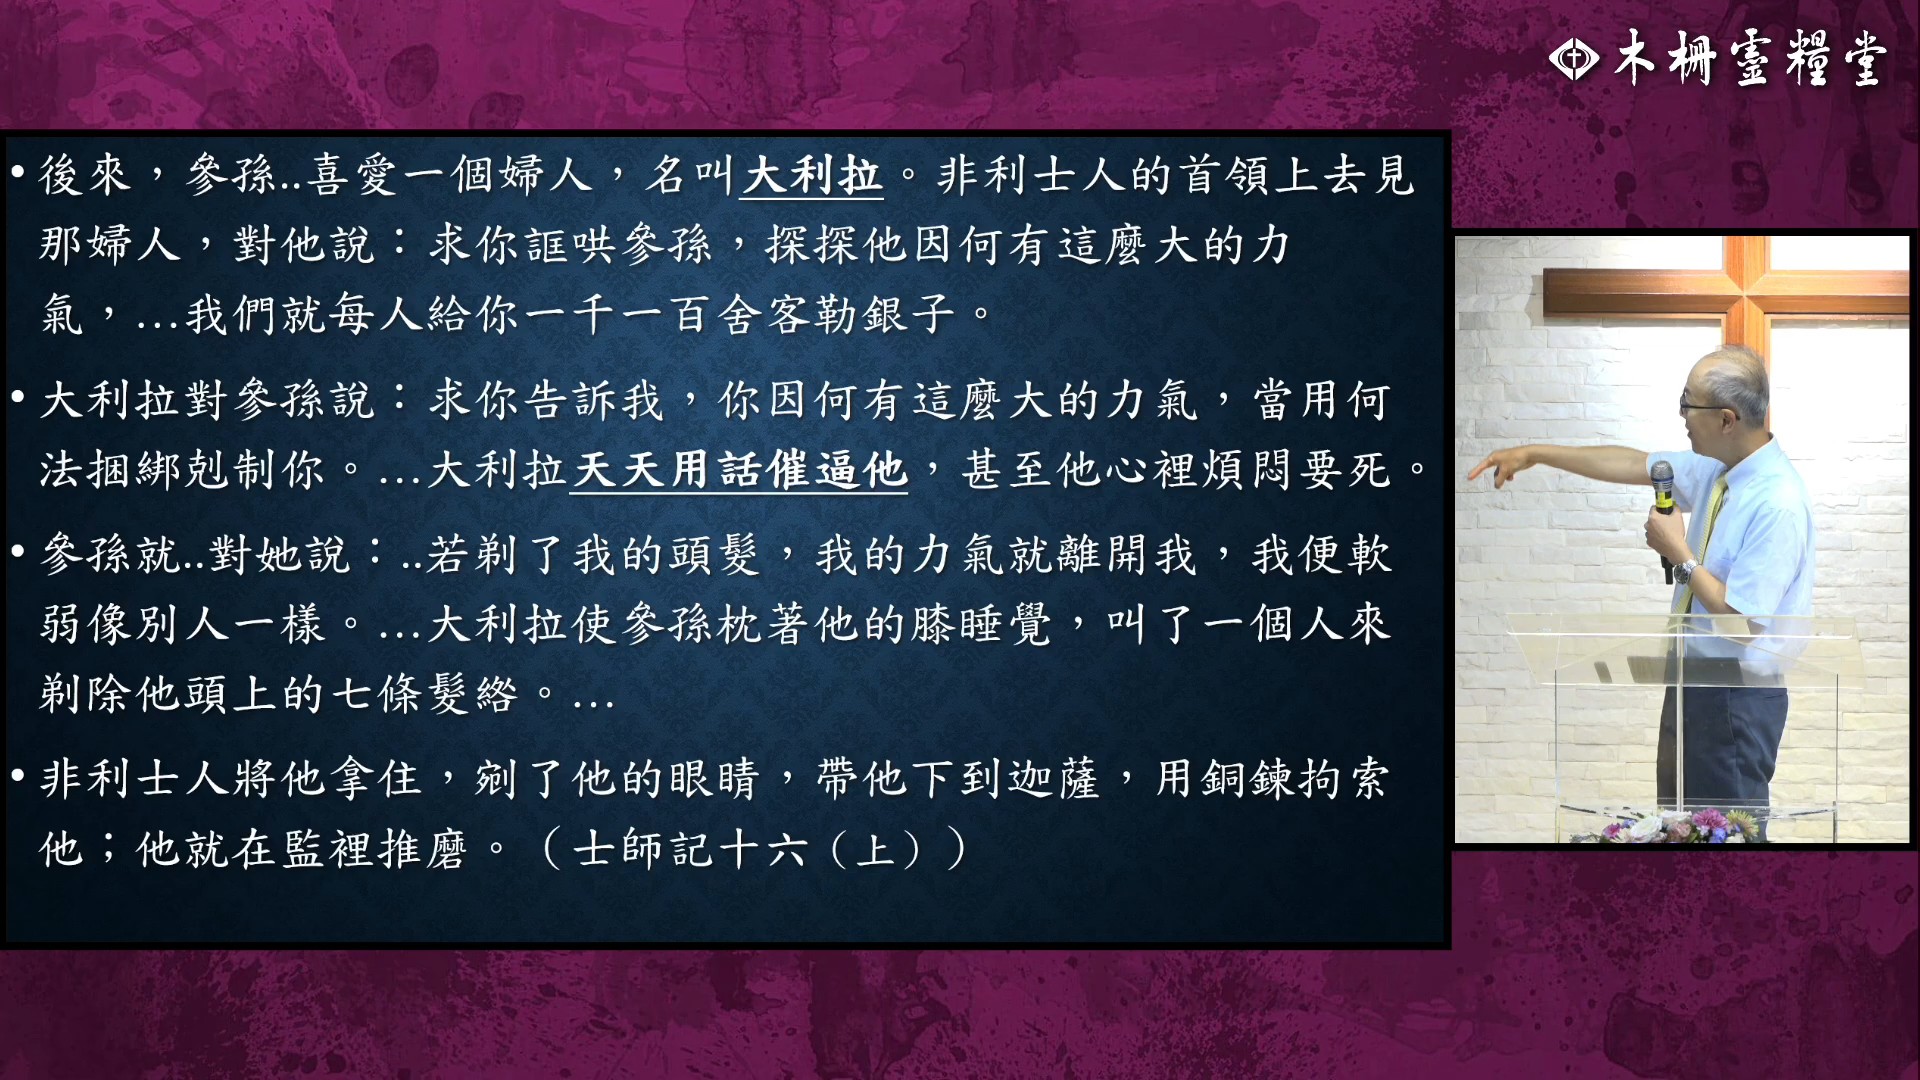 木柵靈糧堂
•後來，參孫..喜愛一個婦人，名叫大利拉。非利士人的首領上去見
那婦人，對他說：求你誆哄參孫，探探他因何有這麼大的力
氣，…我們就每人給你一千一百舍客勒銀子。
•大利拉對參孫說：求你告訴我，你因何有這麼大的力氣，當用何
法捆綁剋制你。…大利拉天天用話催逼他，甚至他心裡煩悶要死。
•參孫就..對她說：..若剃了我的頭髮，我的力氣就離開我，我便軟
弱像別人一樣。…大利拉使參孫枕著他的膝睡覺，叫了一個人來
剃除他頭上的七條髮綹。…
•非利士人將他拿住，剜了他的眼睛，帶他下到迦薩，用銅鍊拘索
他；他就在監裡推磨。（士師記十六（上））